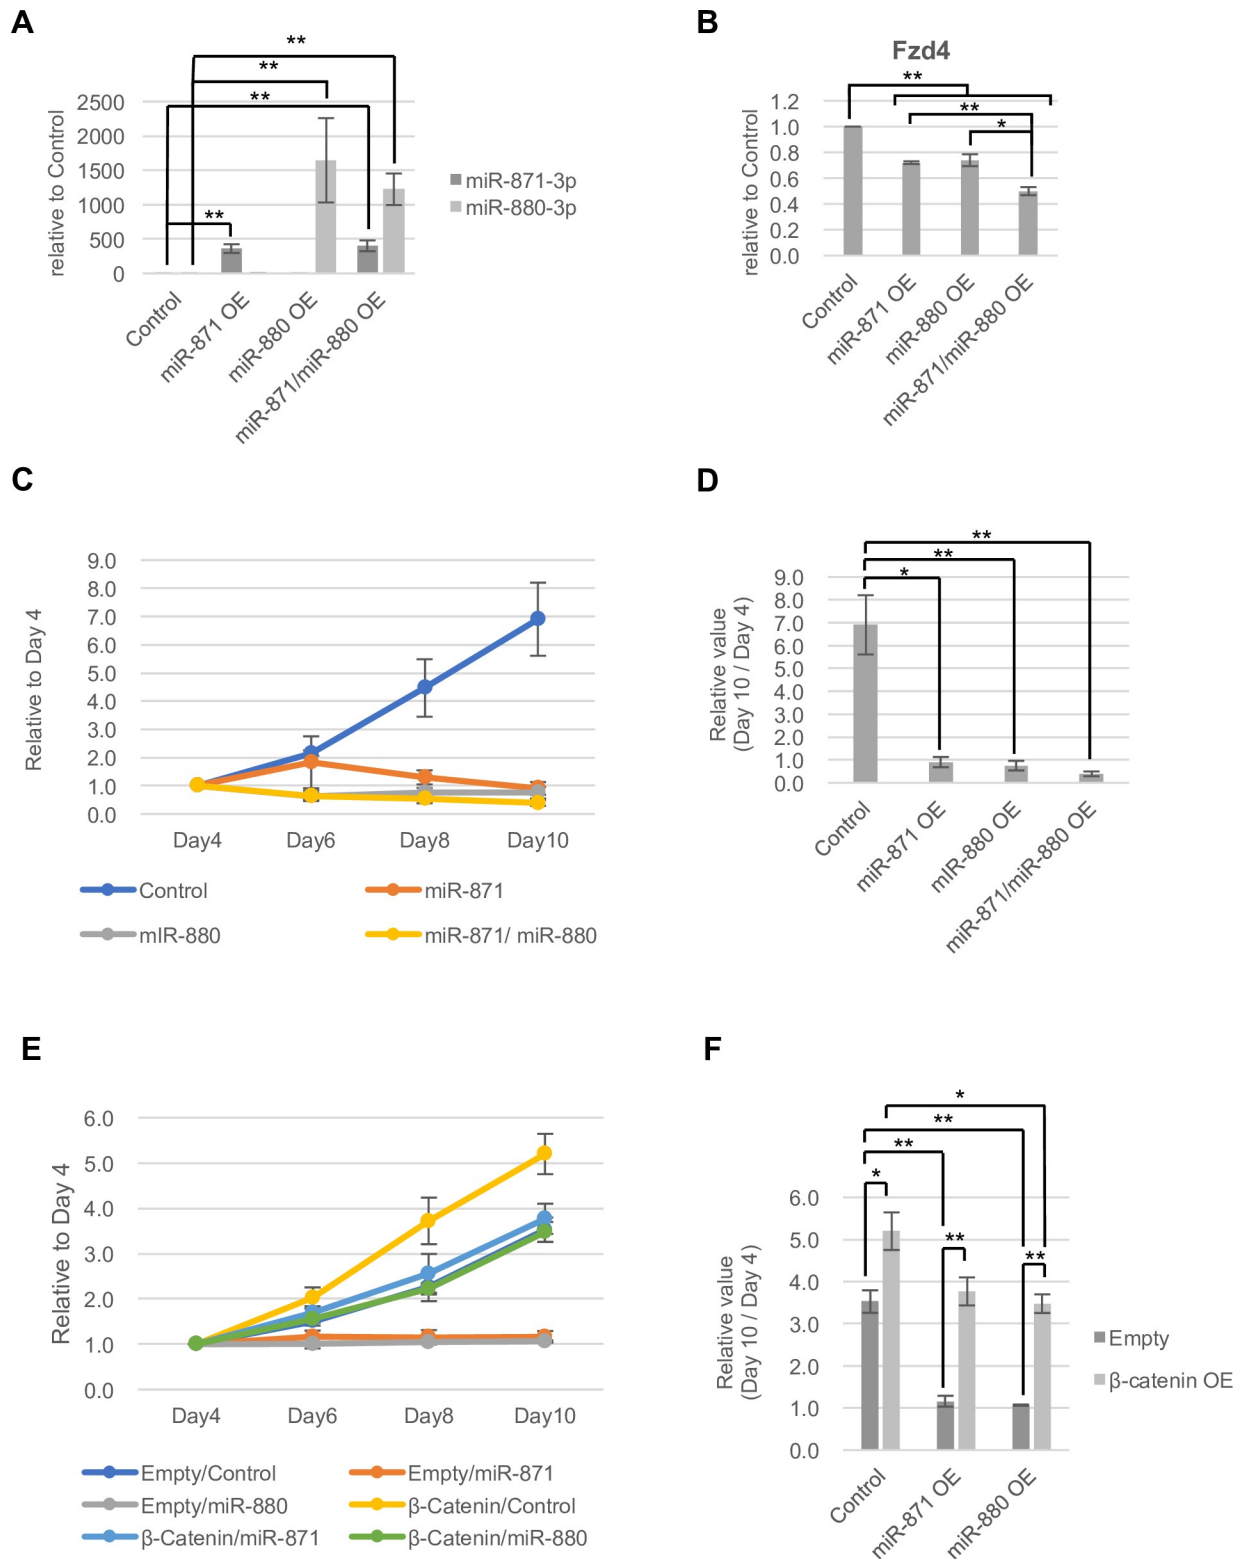 A
**
**
**
**
2500
2000
1500
1000
500
0
relative to Control
Control
miR-871 OE
miR-880 OE
miR-871/miR-880 OE
miR-871-3p
miR-880-3p
B
Fzd4
**
**
*
1.2
1.0
0.8
0.6
0.4
0.2
0.0
relative to Control
Control
miR-871 OE
miR-880 OE
miR-871/miR-880 OE
C
9.0
8.0
7.0
6.0
5.0
4.0
3.0
2.0
1.0
0.0
Relative to Day 4
Day4
Day6
Day8
Day10
Control
miR-871
mIR-880
miR-871/ miR-880
D
**
**
*
9.0
8.0
7.0
6.0
5.0
4.0
3.0
2.0
1.0
0.0
Relative value
(Day 10 / Day 4)
Control
miR-871 OE
mIR-880 OE
miR-871/miR-880 OE
E
6.0
5.0
4.0
3.0
2.0
1.0
0.0
Relative to Day 4
Day4
Day6
Day8
Day10
Empty/Control
Empty/miR-871
Empty/miR-880
β-Catenin/Control
β-Catenin/miR-871
β-Catenin/miR-880
F
*
**
**
*
**
**
6.0
5.0
4.0
3.0
2.0
1.0
0.0
Relative value
(Day 10 / Day 4)
Control
miR-871 OE
miR-880 OE
Empty
β-catenin OE